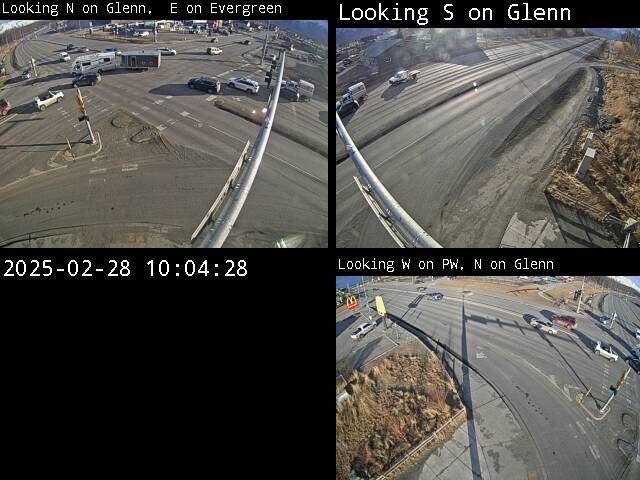 Looking N on Glenn,  E on Evergreen
Looking S on Glenn
2025-02-28 10:04:28
Looking W on PW, N on Glenn